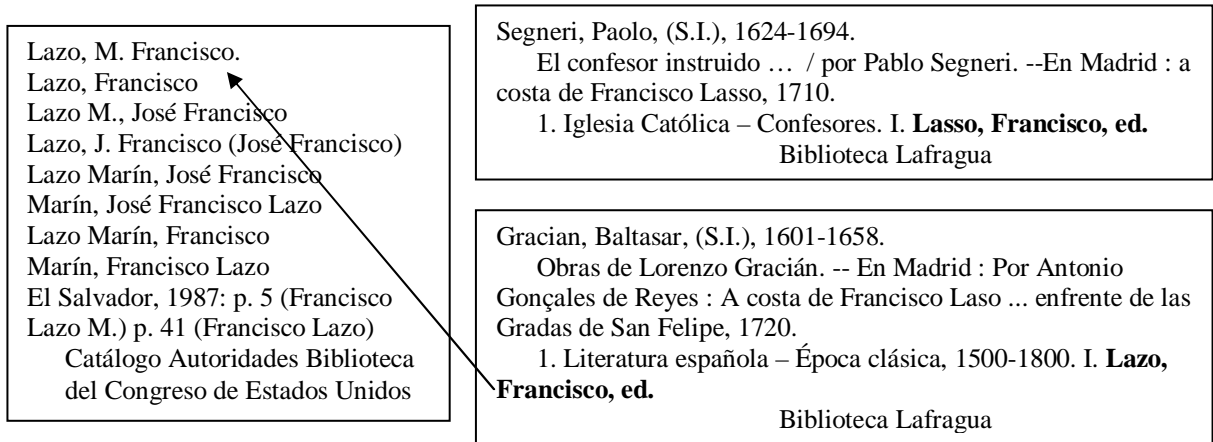 Lazo, M. Francisco.
Lazo, Francisco
Lazo M., José Francisco
Lazo, J. Francisco (José Francisco)
Lazo Marín, José Francisco
Marín, José Francisco Lazo
Lazo Marín, Francisco
Marín, Francisco Lazo
El Salvador, 1987: p. 5 (Francisco
Lazo M.) p. 41 (Francisco Lazo)
Catálogo Autoridades Biblioteca
del Congreso de Estados Unidos
Segneri, Paolo, (S.I.), 1624-1694.
El confesor instruido … / por Pablo Segneri. --En Madrid : a
costa de Francisco Lasso, 1710.
1. Iglesia Católica – Confesores. I. Lasso, Francisco, ed.
Biblioteca Lafragua
Gracian, Baltasar, (S.I.), 1601-1658.
Obras de Lorenzo Gracián. -- En Madrid : Por Antonio
Gonçales de Reyes : A costa de Francisco Laso ... enfrente de las
Gradas de San Felipe, 1720.
1. Literatura española – Época clásica, 1500-1800. I. Lazo,
Francisco, ed.
Biblioteca Lafragua